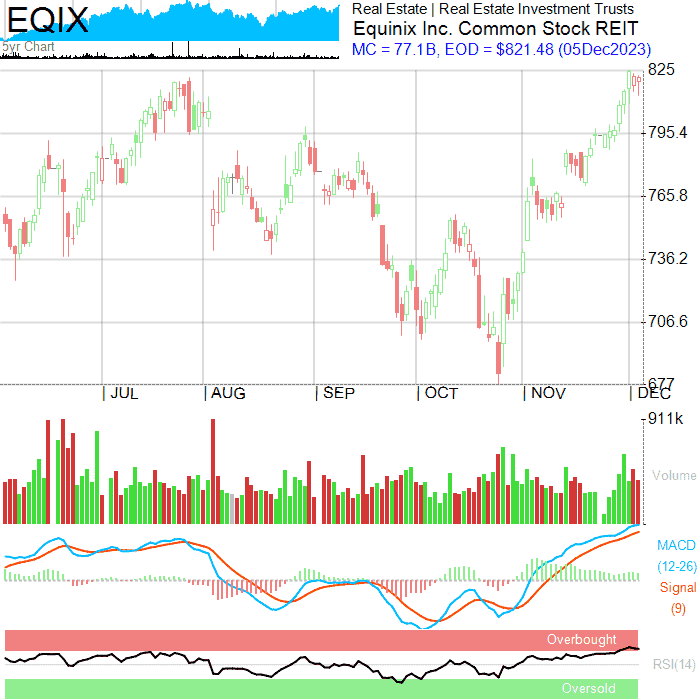 EQIX
5yr Chart
Real Estate | Real Estate Investment Trusts
Equinix Inc. Common Stock REIT
MC = 77.1B, EOD = $821.48 (05Dec2023)
825
795.4
765.8
736.2
706.6
677
| JUL | AUG | SEP | OCT | NOV | DEC
911k
Volume
MACD
(12-26)
Signal
(9)
Overbought
RSI(14)
Oversold